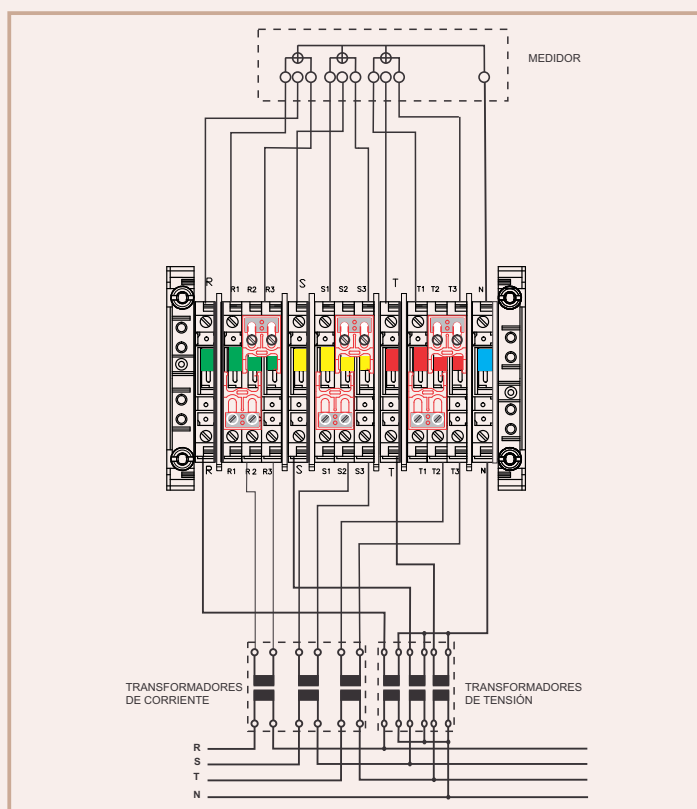 MEDIDOR
R R1 R2 R3 S S1 S2 S3 T T1 T2 T3 N
R R1 R2 R3 S S1 S2 S3 T T1 T2 T3 N
TRANSFORMADORES
DE CORRIENTE
TRANSFORMADORES
DE TENSIÓN
R
S
T
N